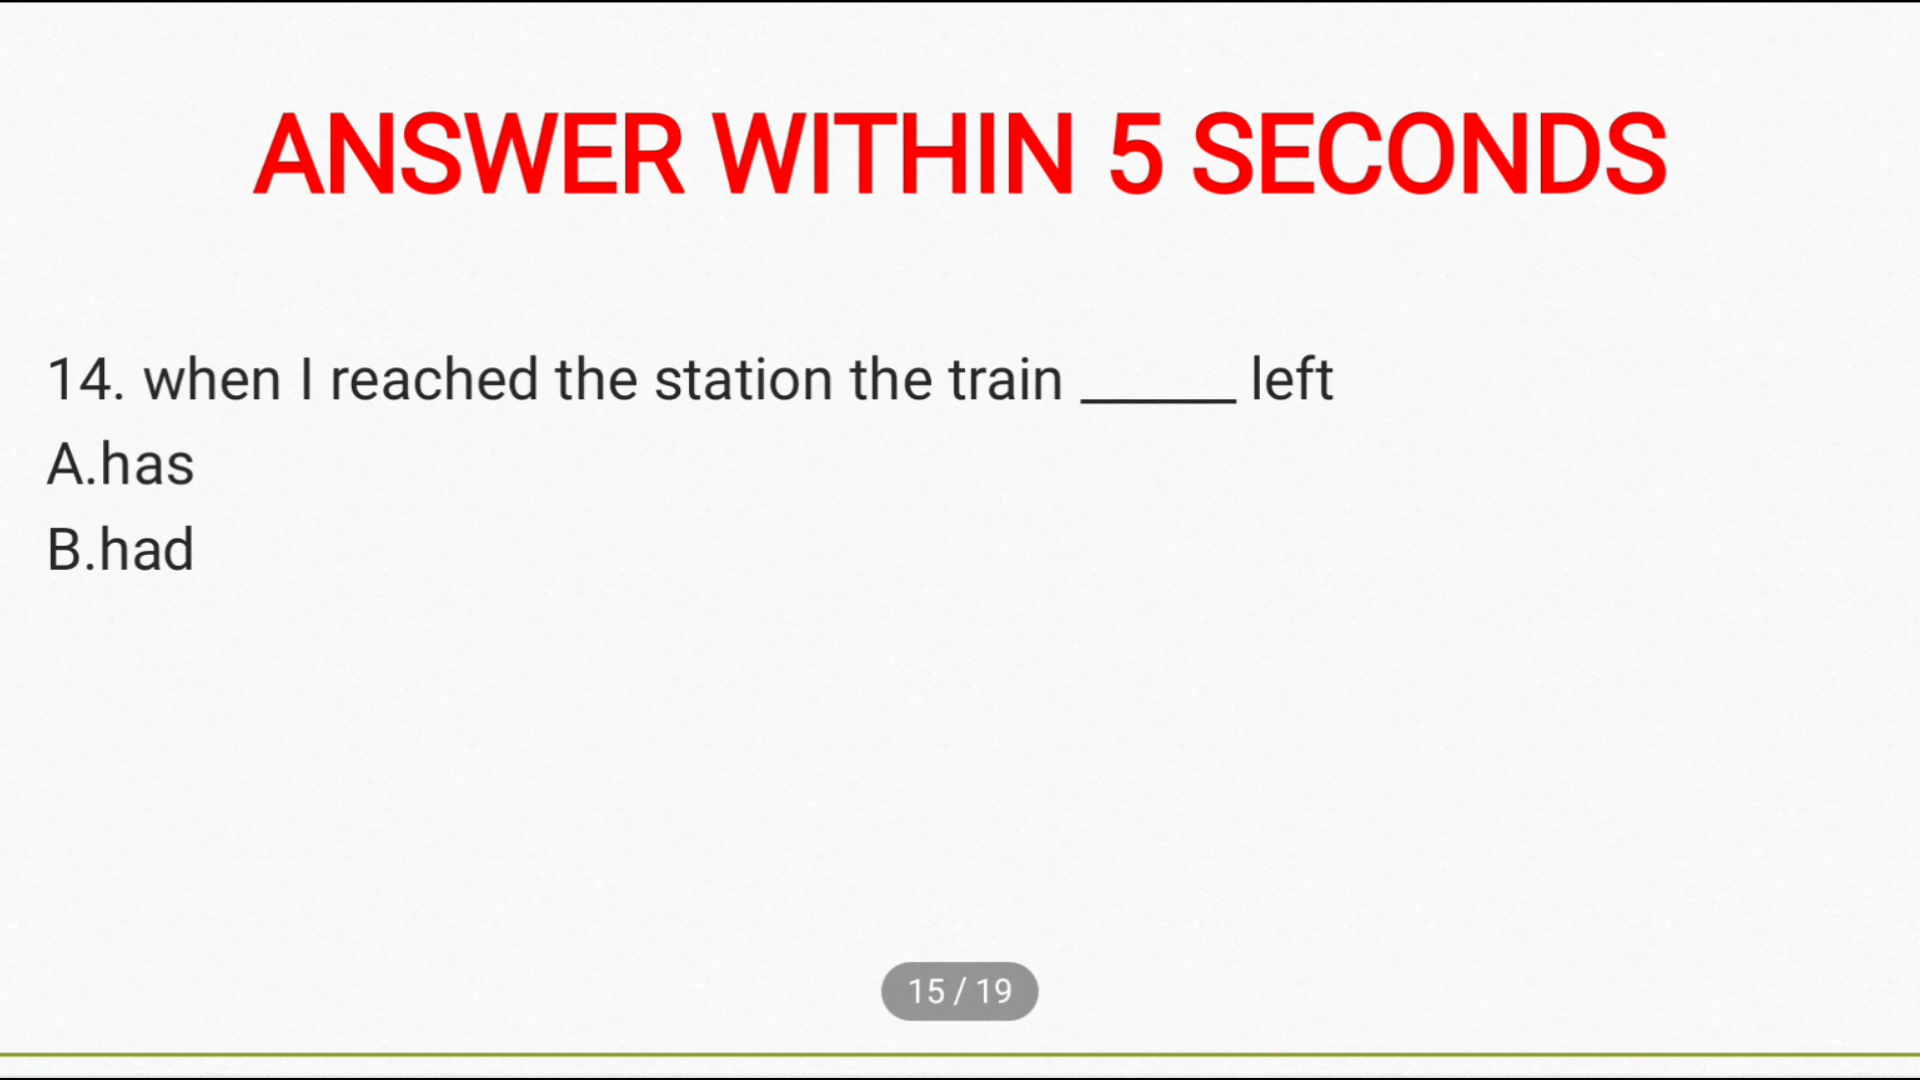 ANSWER WITHIN 5 SECONDS
14. when I reached the station the train ______ left
A.has
B.had
15 / 19